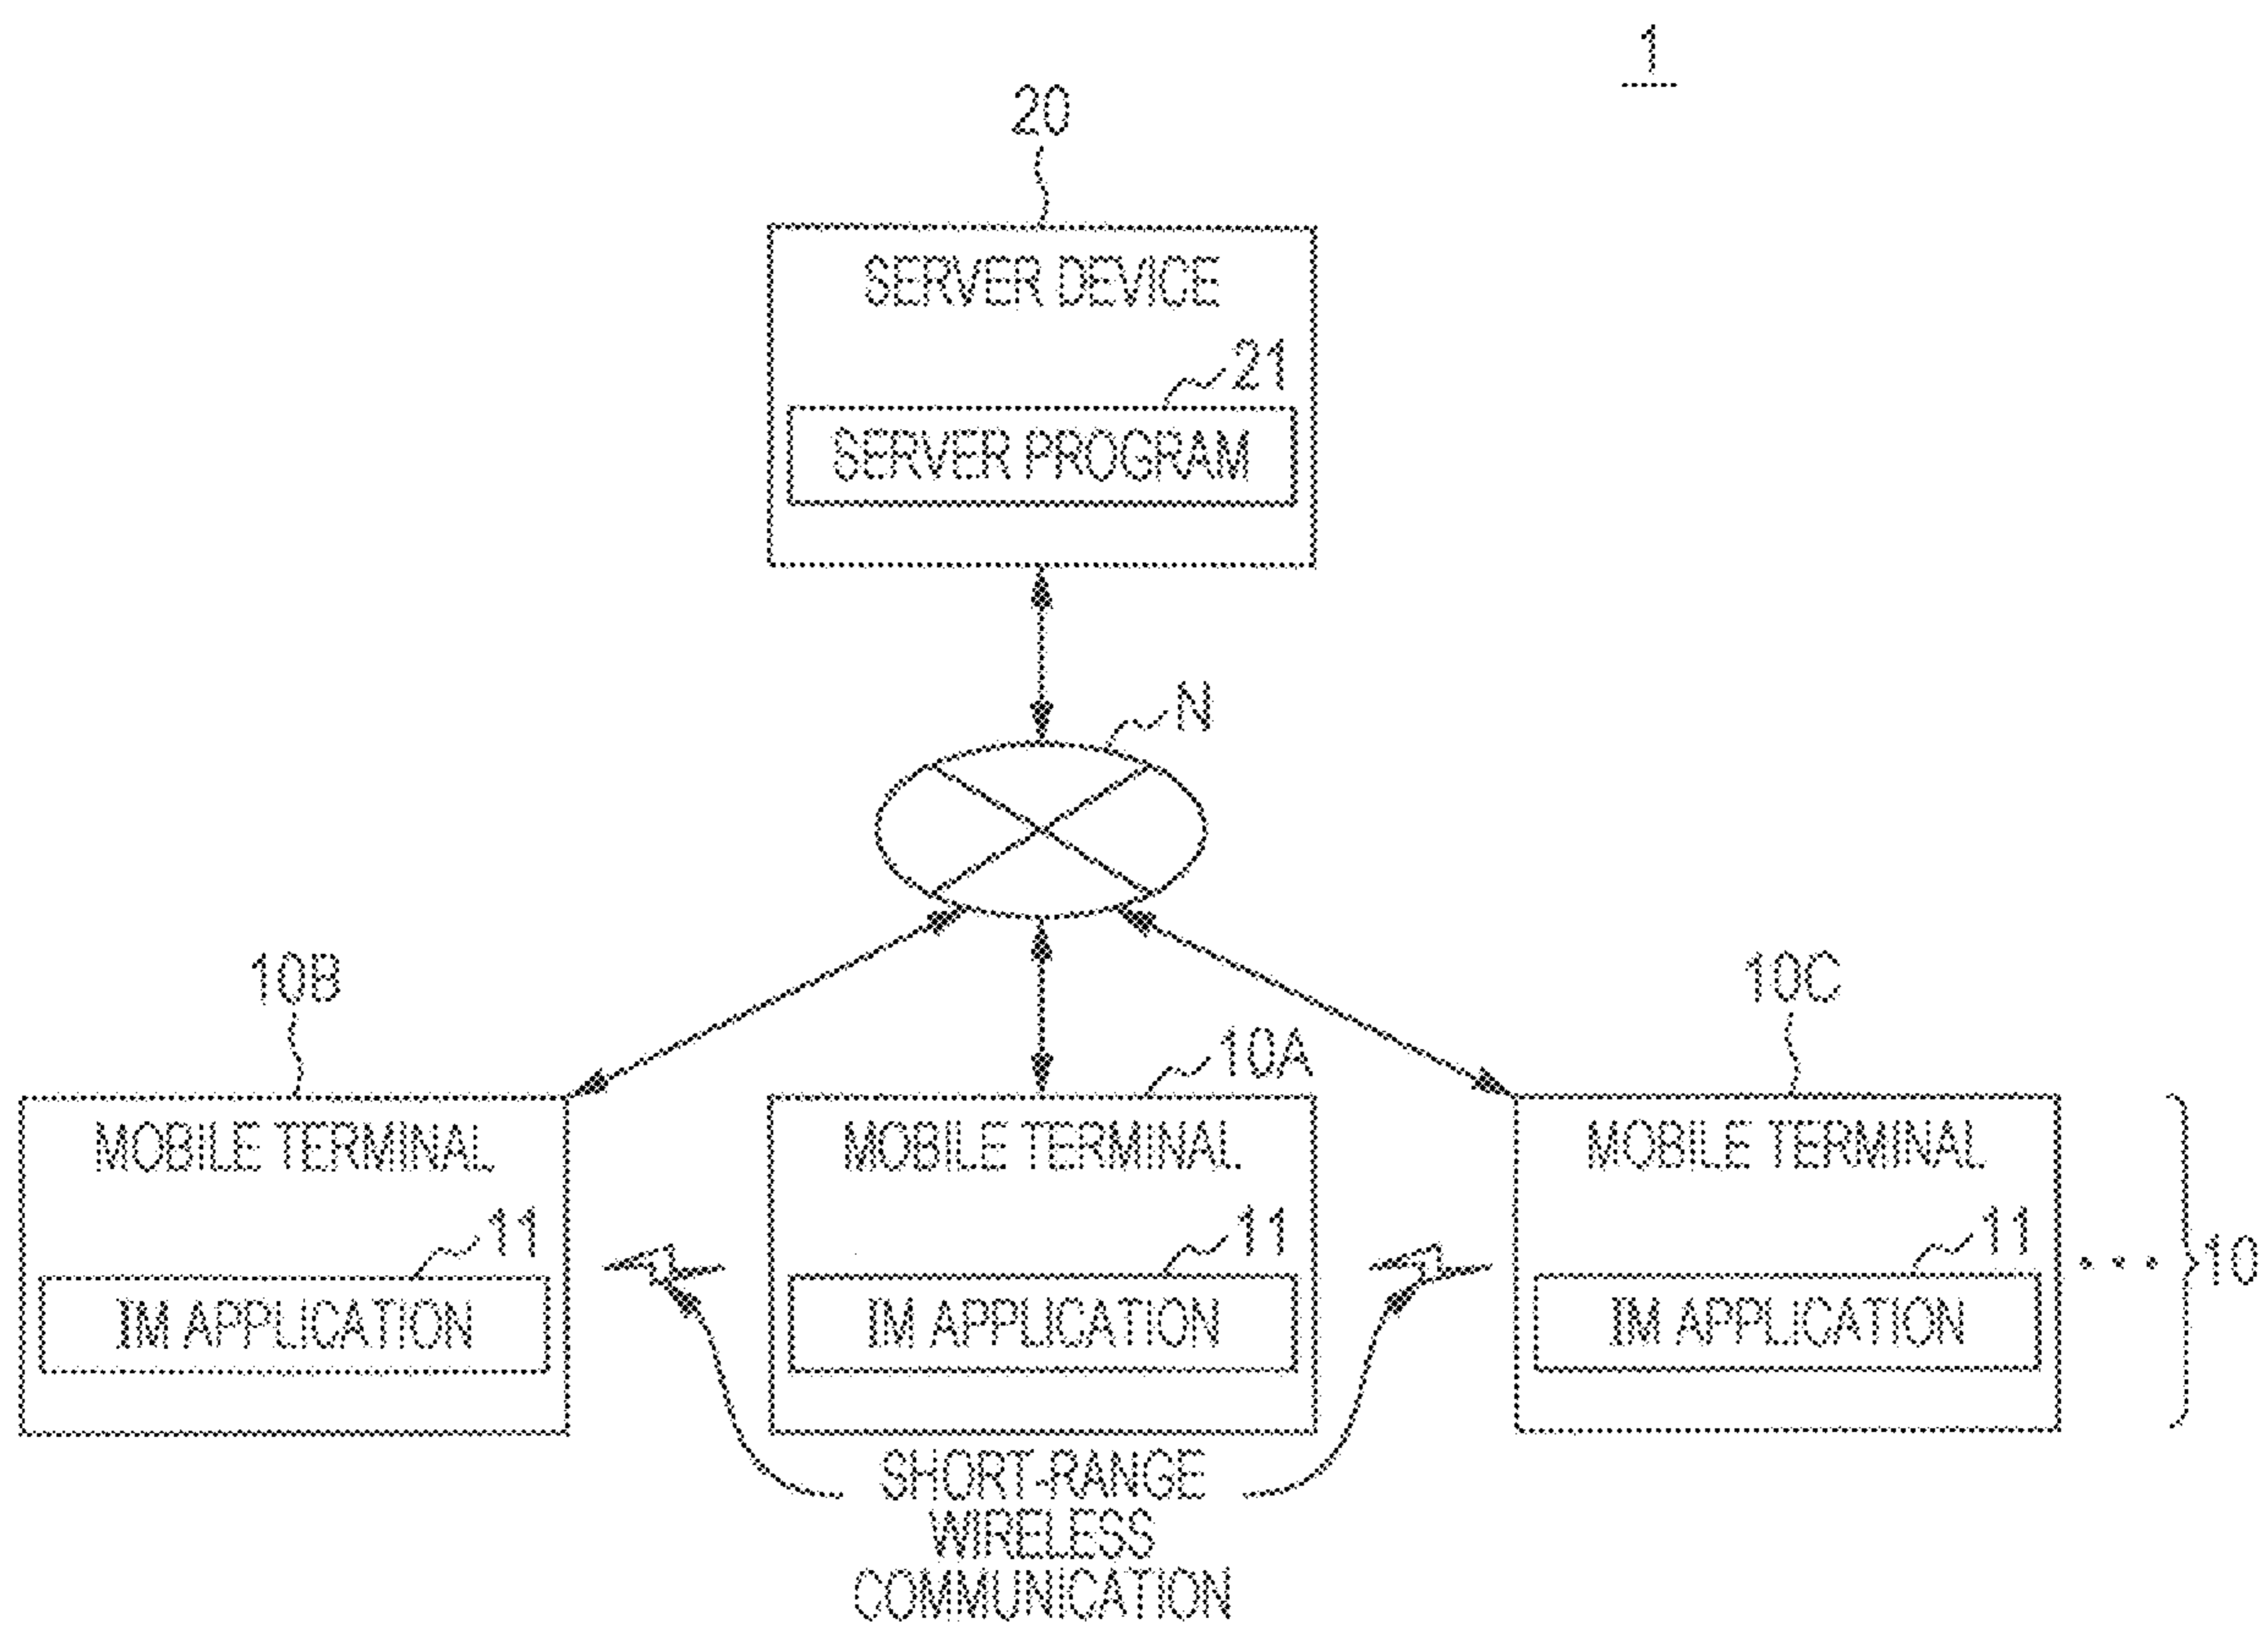 1
20
SERVER DEVICE
21
SERVER PROGRAM
N
10B
10A
10C
MOBILE TERMINAL
11
IM APPLICATION
MOBILE TERMINAL
11
IM APPLICATION
MOBILE TERMINAL
11
IM APPLICATION
...
10
SHORT-RANGE
WIRELESS
COMMUNICATION